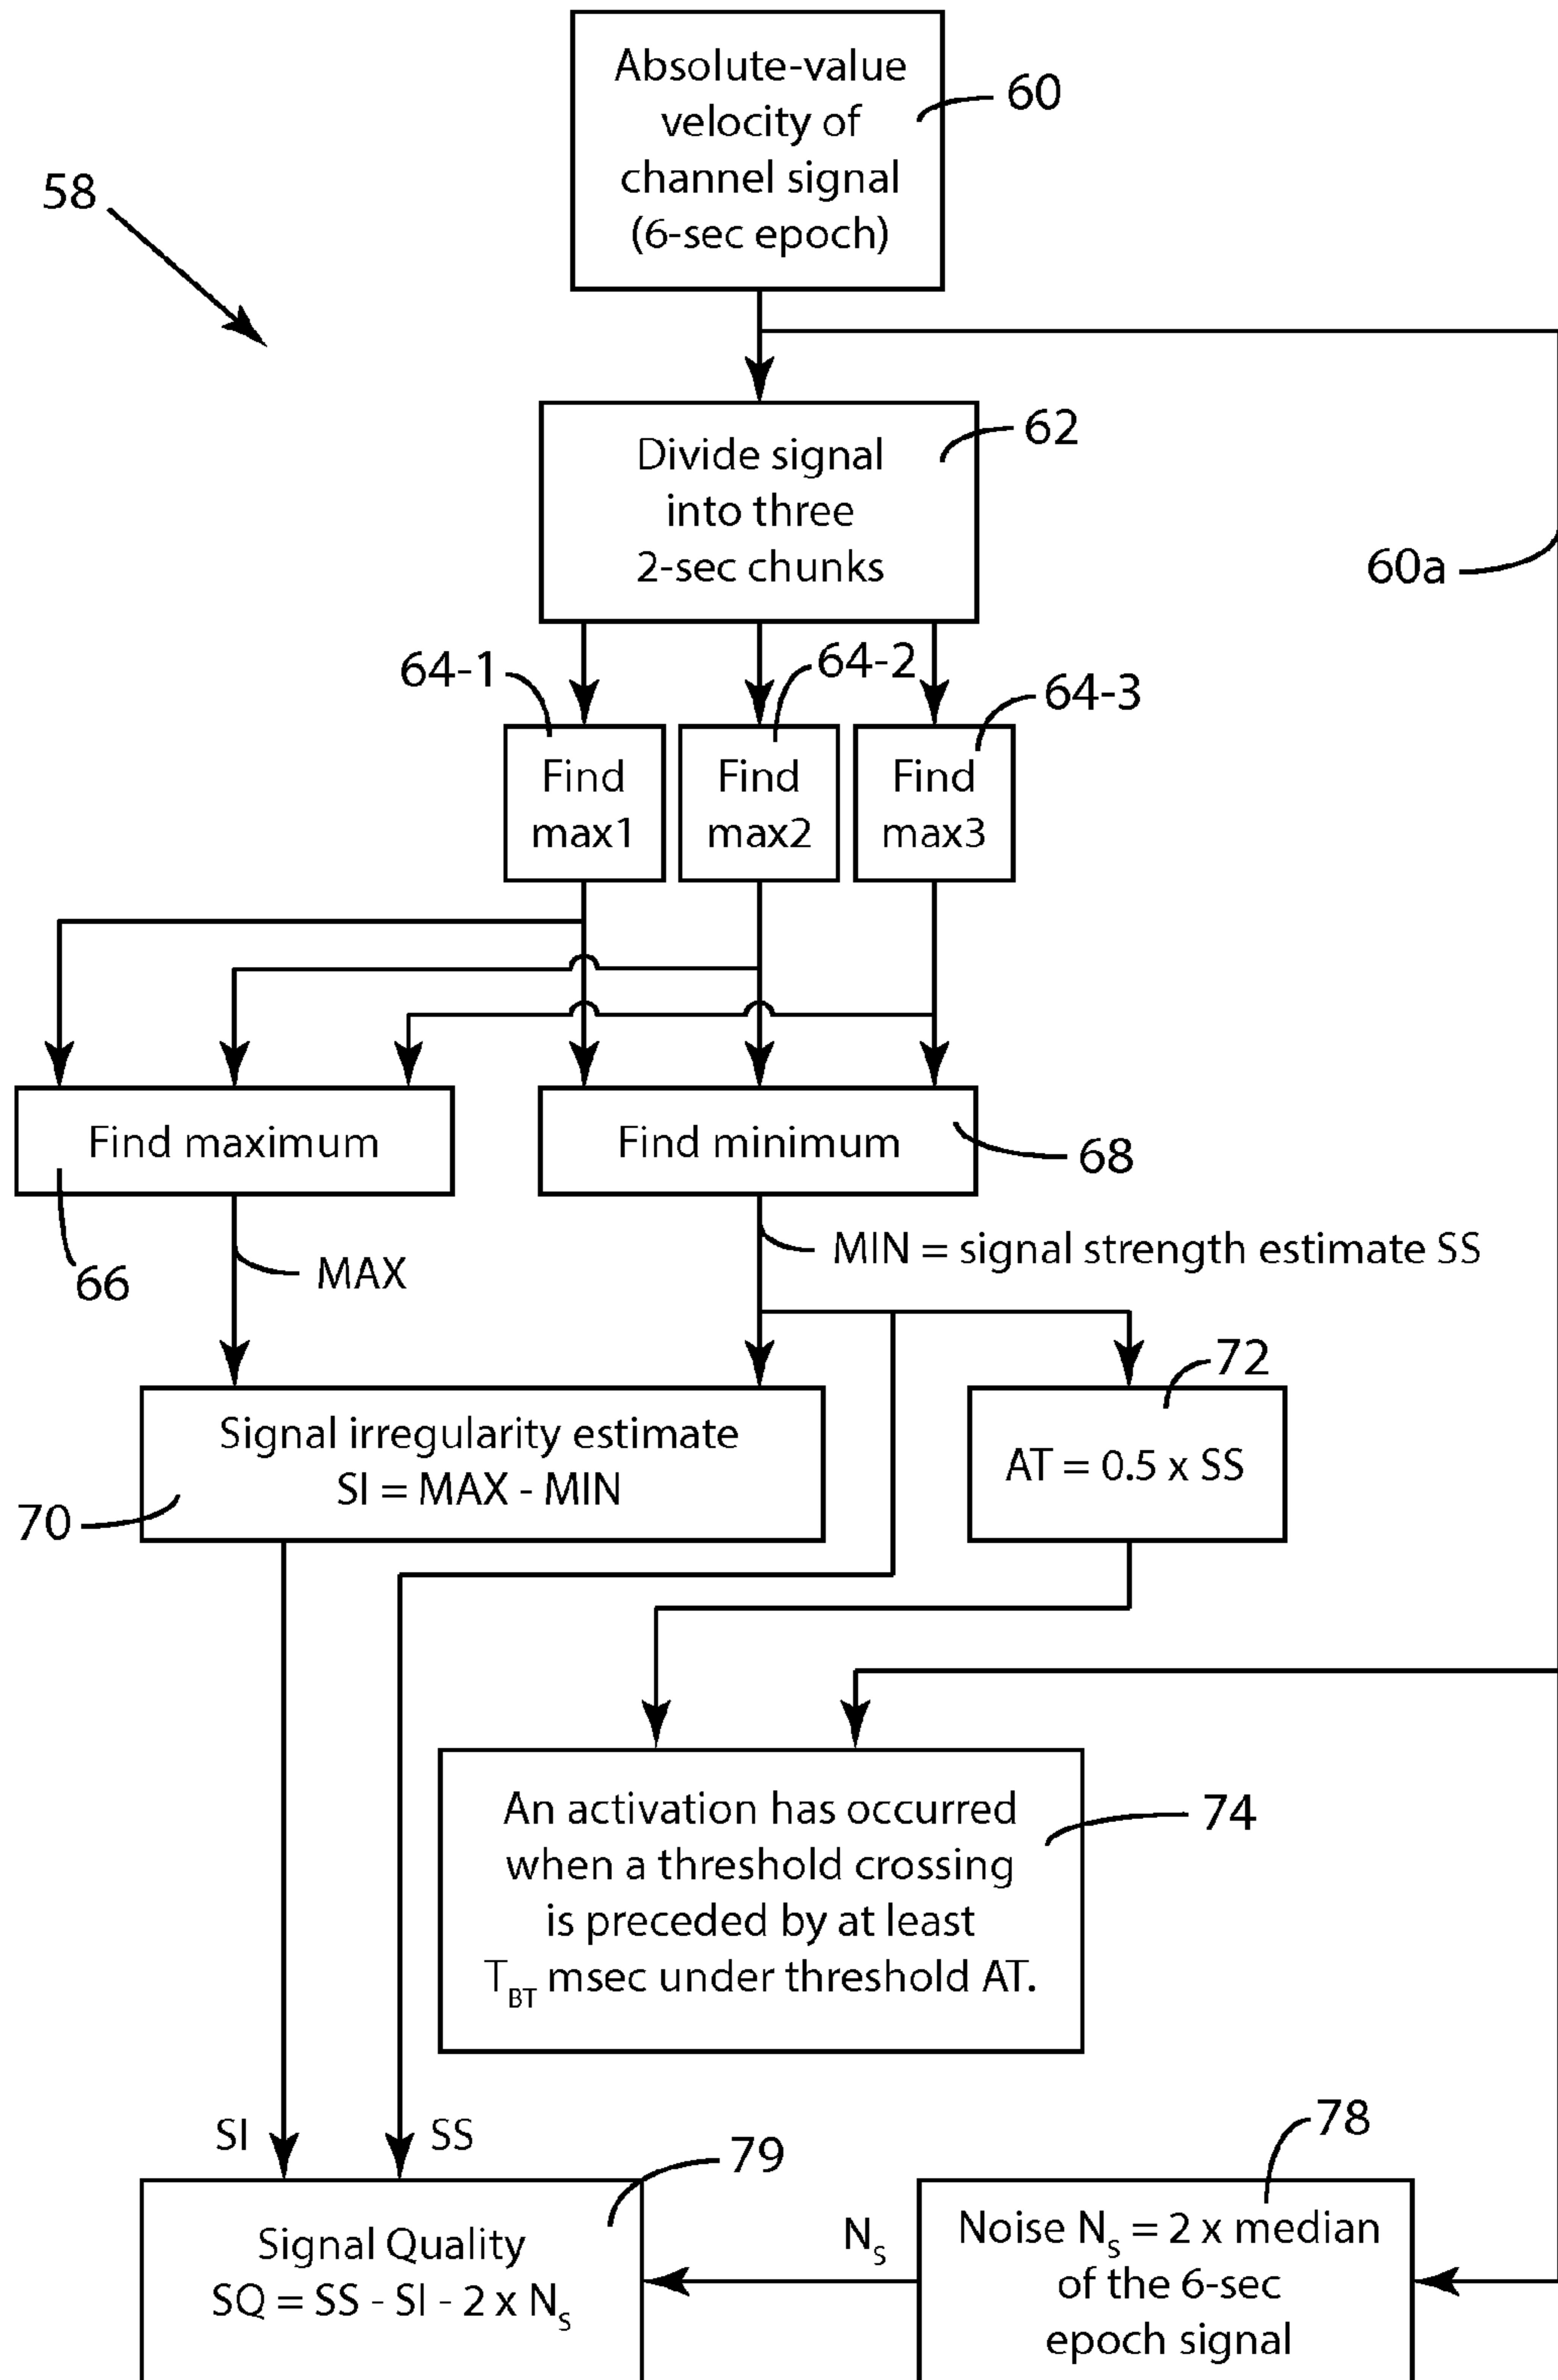 Absolute-value
velocity of
channel signal
(6-sec epoch)
60
58
62
Divide signal
into three
2-sec chunks
60a
64-1
64-2
64-3
Find
max1
Find
max2
Find
max3
Find maximum
Find minimum
68
66
MAX
MIN = signal strength estimate SS
72
Signal irregularity estimate
SI = MAX - MIN
70
AT = 0.5 x SS
An activation has occurred
when a threshold crossing
is preceded by at least
T_BT msec under threshold AT.
74
SI
SS
79
78
Signal Quality
SQ = SS - SI - 2 x N_S
N_S
Noise N_S = 2 x median
of the 6-sec
epoch signal